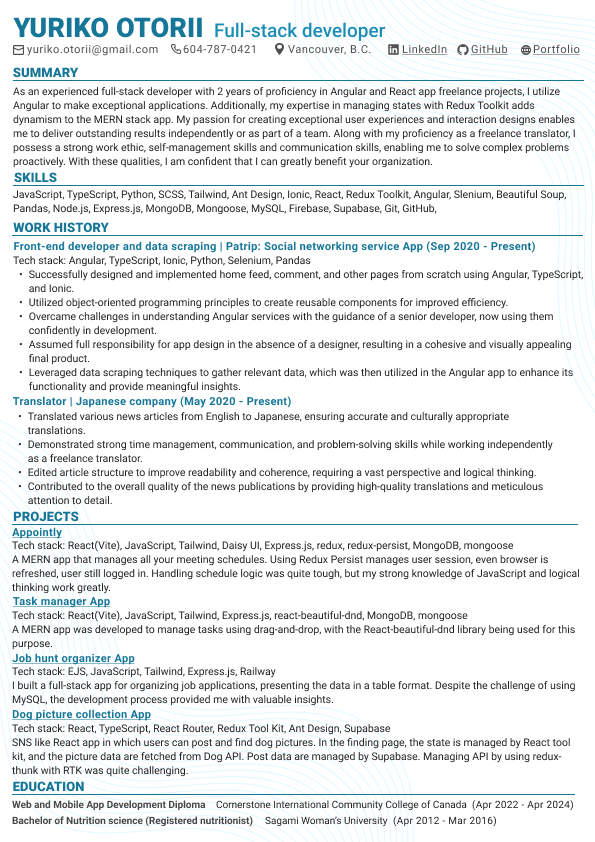 YURIKO OTORII Full-stack developer
yuriko.otorii@gmail.com 604-787-0421 Vancouver, B.C. LinkedIn GitHub Portfolio
SUMMARY
As an experienced full-stack developer with 2 years of proficiency in Angular and React app freelance projects, I utilize
Angular to make exceptional applications. Additionally, my expertise in managing states with Redux Toolkit adds
dynamism to the MERN stack app. My passion for creating exceptional user experiences and interaction designs enables
me to deliver outstanding results independently or as part of a team. Along with my proficiency as a freelance translator, I
possess a strong work ethic, self-management skills and communication skills, enabling me to solve complex problems
proactively. With these qualities, I am confident that I can greatly benefit your organization.
SKILLS
JavaScript, TypeScript, Python, SCSS, Tailwind, Ant Design, Ionic, React, Redux Toolkit, Angular, Slenium, Beautiful Soup,
Pandas, Node.js, Express.js, MongoDB, Mongoose, MySQL, Firebase, Supabase, Git, GitHub,
WORK HISTORY
Front-end developer and data scraping | Patrip: Social networking service App (Sep 2020 - Present)
Tech stack: Angular, TypeScript, Ionic, Python, Selenium, Pandas
• Successfully designed and implemented home feed, comment, and other pages from scratch using Angular, TypeScript,
and Ionic.
• Utilized object-oriented programming principles to create reusable components for improved efficiency.
• Overcame challenges in understanding Angular services with the guidance of a senior developer, now using them
confidently in development.
• Assumed full responsibility for app design in the absence of a designer, resulting in a cohesive and visually appealing
final product.
• Leveraged data scraping techniques to gather relevant data, which was then utilized in the Angular app to enhance its
functionality and provide meaningful insights.
Translator | Japanese company (May 2020 - Present)
• Translated various news articles from English to Japanese, ensuring accurate and culturally appropriate
translations.
• Demonstrated strong time management, communication, and problem-solving skills while working independently
as a freelance translator.
• Edited article structure to improve readability and coherence, requiring a vast perspective and logical thinking.
• Contributed to the overall quality of the news publications by providing high-quality translations and meticulous
attention to detail.
PROJECTS
Appointly
Tech stack: React(Vite), JavaScript, Tailwind, Daisy UI, Express.js, redux, redux-persist, MongoDB, mongoose
A MERN app that manages all your meeting schedules. Using Redux Persist manages user session, even browser is
refreshed, user still logged in. Handling schedule logic was quite tough, but my strong knowledge of JavaScript and logical
thinking work greatly.
Task manager App
Tech stack: React(Vite), JavaScript, Tailwind, Express.js, react-beautiful-dnd, MongoDB, mongoose
A MERN app was developed to manage tasks using drag-and-drop, with the React-beautiful-dnd library being used for this
purpose.
Job hunt organizer App
Tech stack: EJS, JavaScript, Tailwind, Express.js, Railway
I built a full-stack app for organizing job applications, presenting the data in a table format. Despite the challenge of using
MySQL, the development process provided me with valuable insights.
Dog picture collection App
Tech stack: React, TypeScript, React Router, Redux Tool Kit, Ant Design, Supabase
SNS like React app in which users can post and find dog pictures. In the finding page, the state is managed by React tool
kit, and the picture data are fetched from Dog API. Post data are managed by Supabase. Managing API by using redux-
thunk with RTK was quite challenging.
EDUCATION
Web and Mobile App Development Diploma Cornerstone International Community College of Canada (Apr 2022 - Apr 2024)
Bachelor of Nutrition science (Registered nutritionist) Sagami Woman's University (Apr 2012 - Mar 2016)